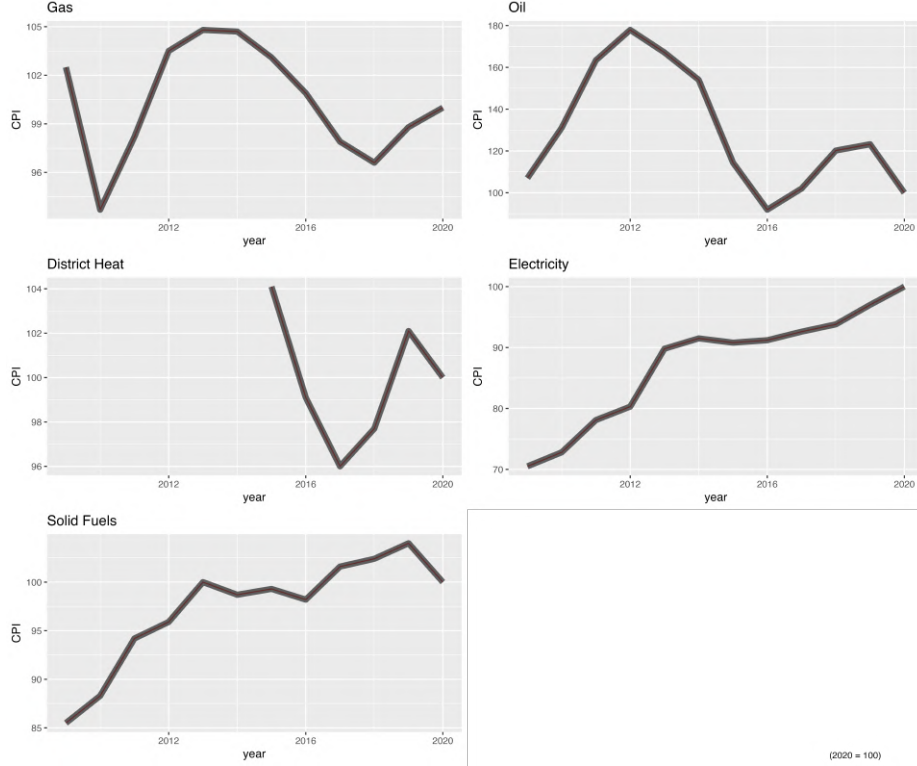 Gas
105
102
99
96
CPI
2012
2016
2020
year
Oil
180
160
140
120
100
CPI
2012
2016
2020
year
District Heat
104
102
100
98
96
CPI
2012
2016
2020
year
Electricity
100
90
80
70
CPI
2012
2016
2020
year
Solid Fuels
100
95
90
85
CPI
2012
2016
2020
year
(2020 = 100)